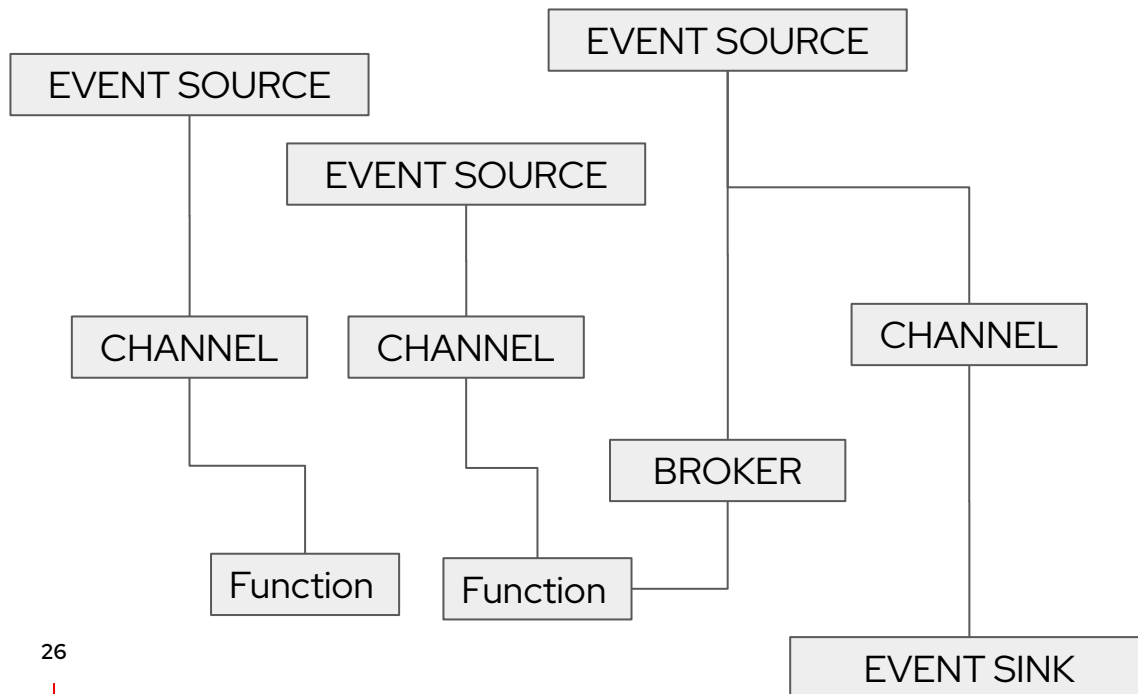 EVENT SOURCE
EVENT SOURCE
EVENT SOURCE
CHANNEL
CHANNEL
CHANNEL
BROKER
Function
Function
26
EVENT SINK